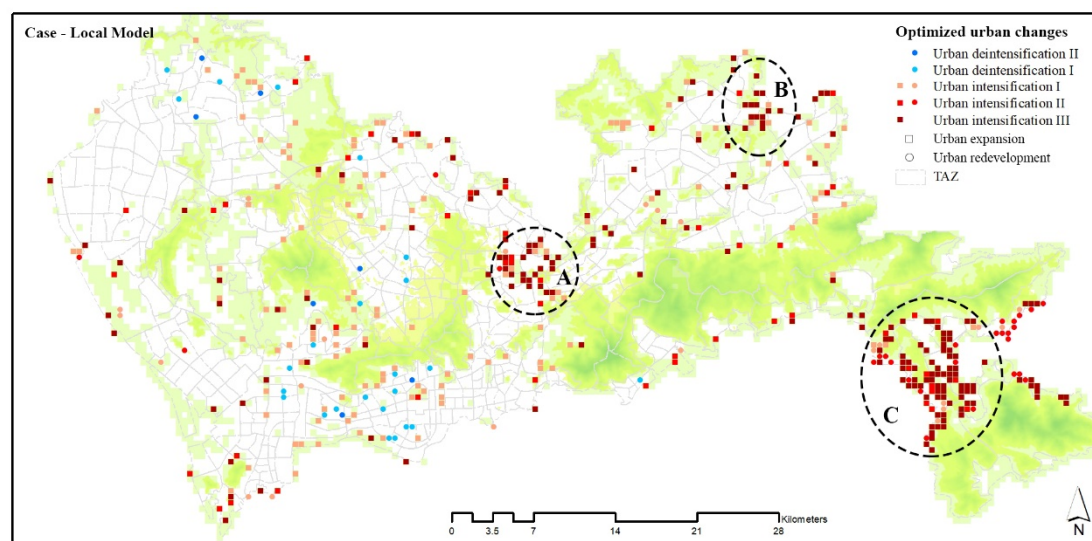 Case - Local Model
Optimized urban changes
Urban deintensification II
Urban deintensification I
Urban intensification I
Urban intensification II
Urban intensification III
Urban expansion
Urban redevelopment
TAZ
B
A
C
Kilometers
0 3.5 7 14 21 28
N